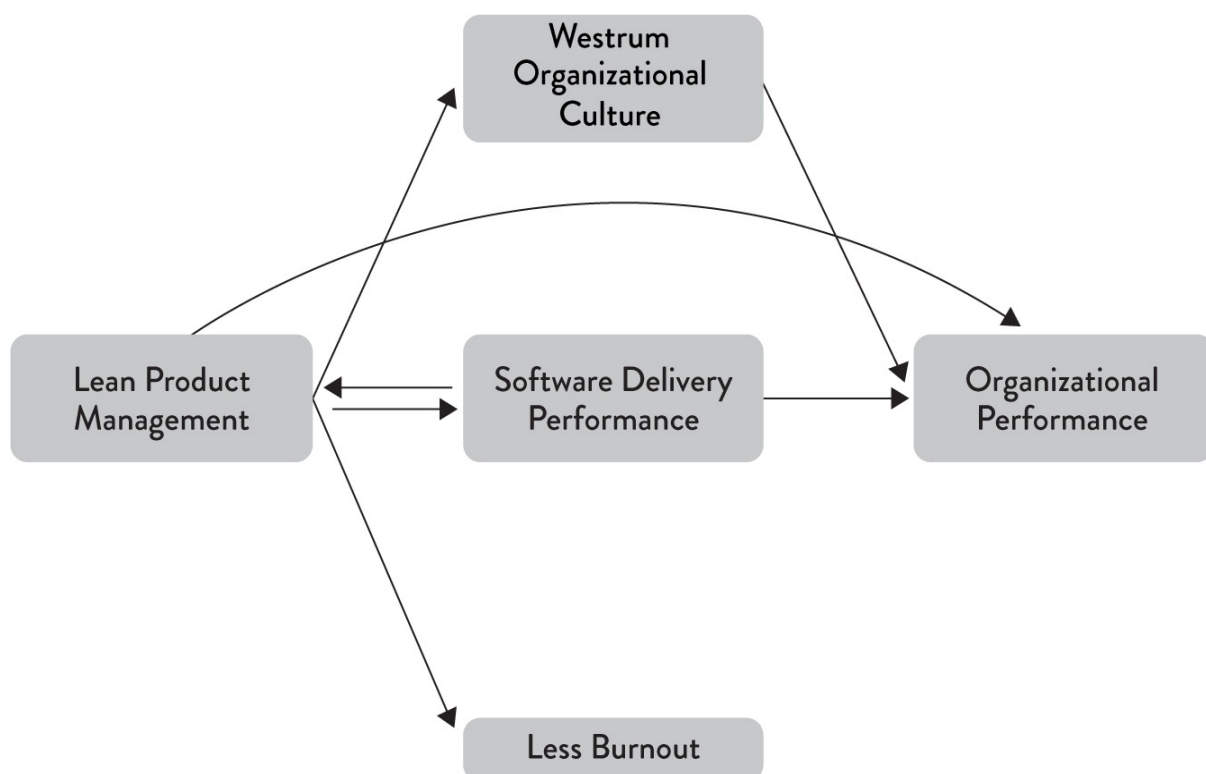 Westrum
Organizational
Culture
Lean Product
Management
Software Delivery
Performance
Organizational
Performance
Less Burnout